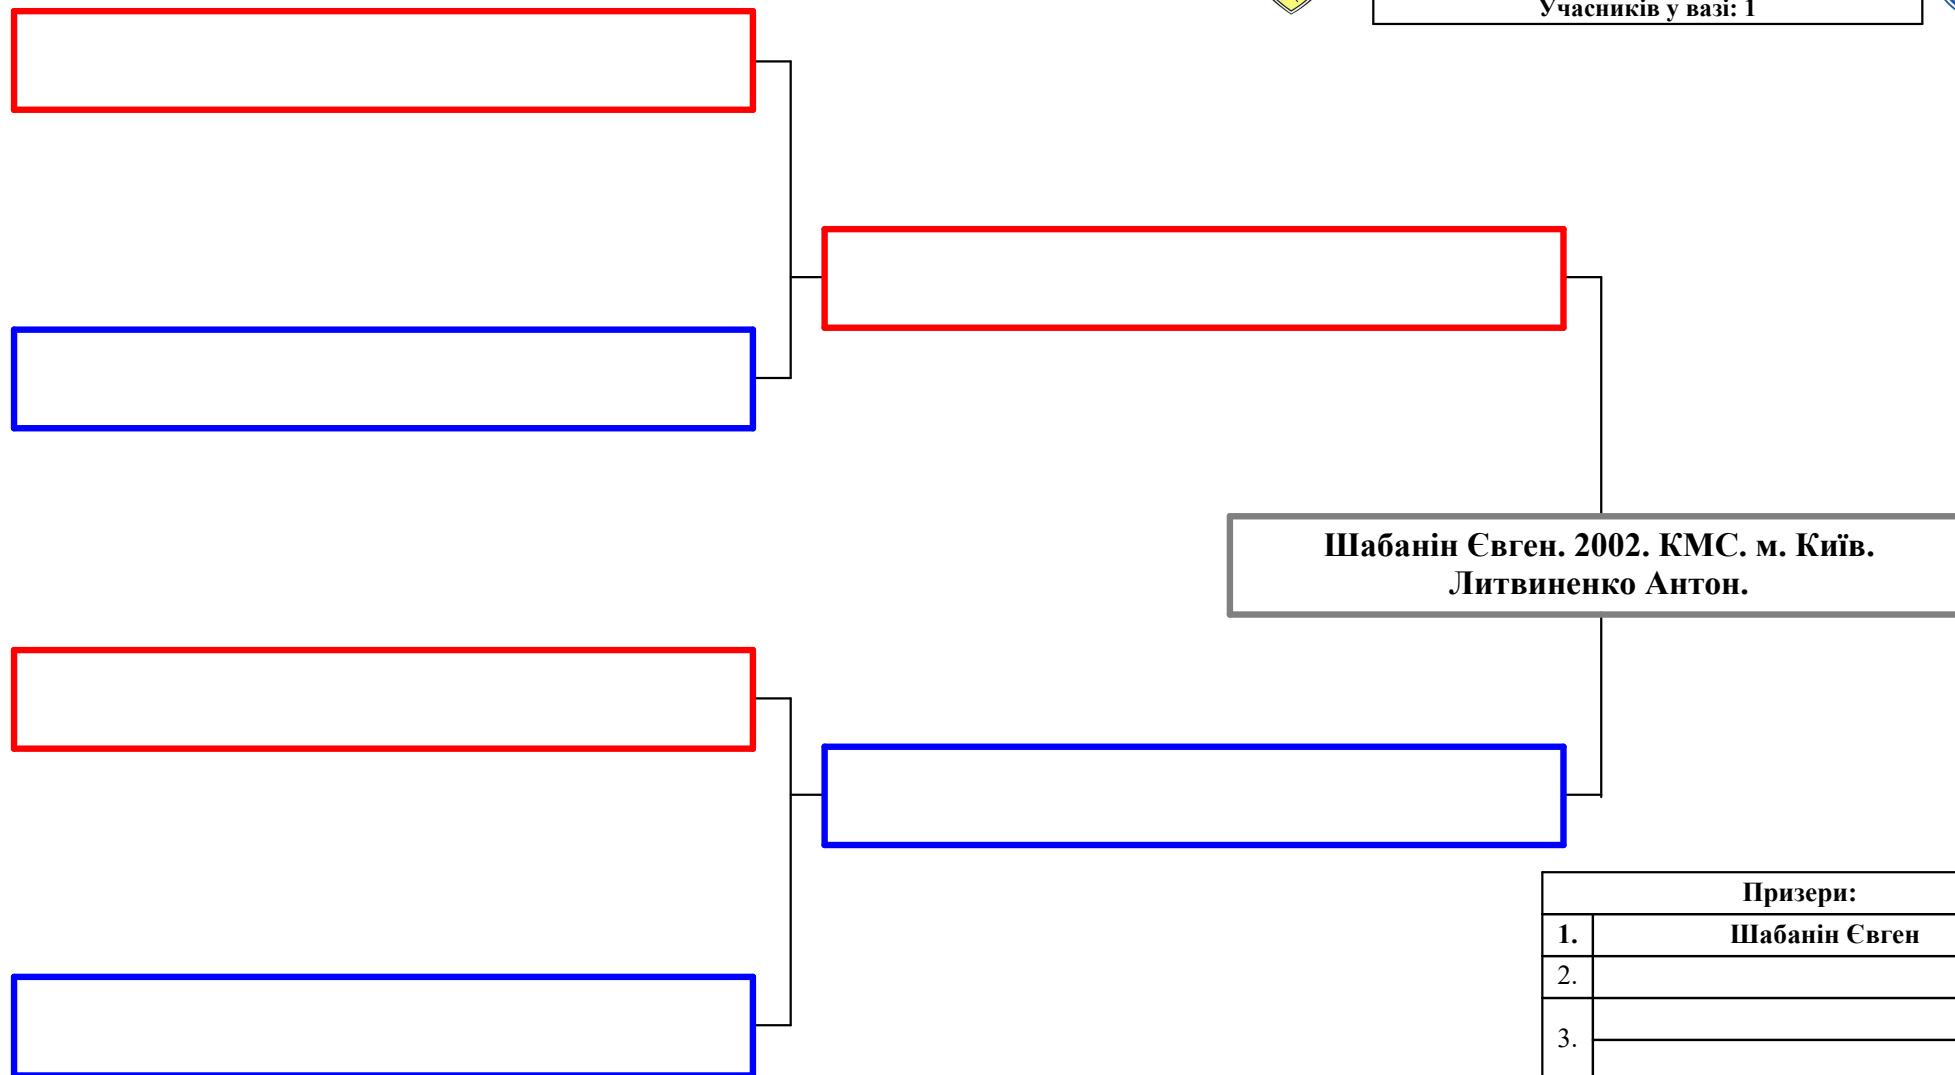 Учасників у вазі: 1
Шабанін Євген. 2002. КМС. м. Київ.
Литвиненко Антон.
Призери:
1. Шабанін Євген
2.
3.